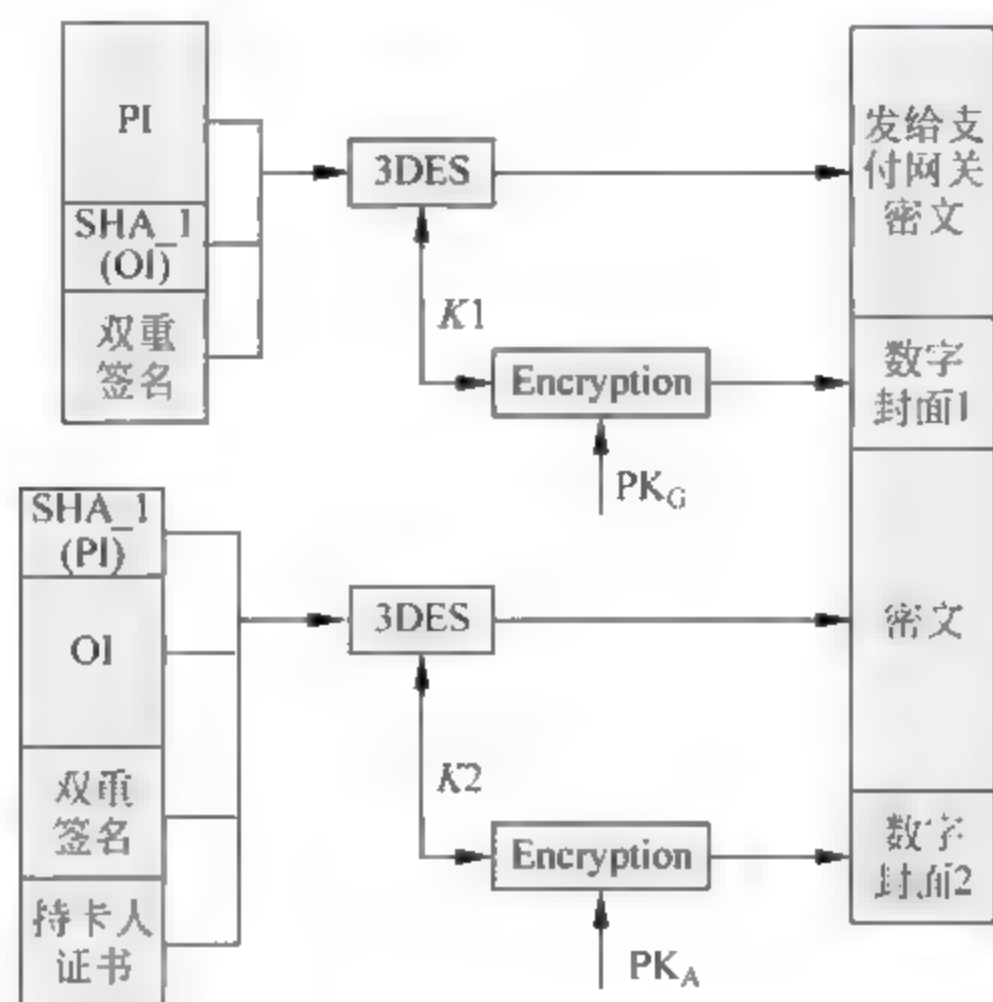 PI
SHA_1
(OI)
双重
签名
3DES
K1
Encryption
PK_G
发给支
付网关
密文
数字
封面1
SHA_1
(PI)
OI
双重
签名
持卡人
证书
3DES
K2
Encryption
PK_A
密文
数字
封面2